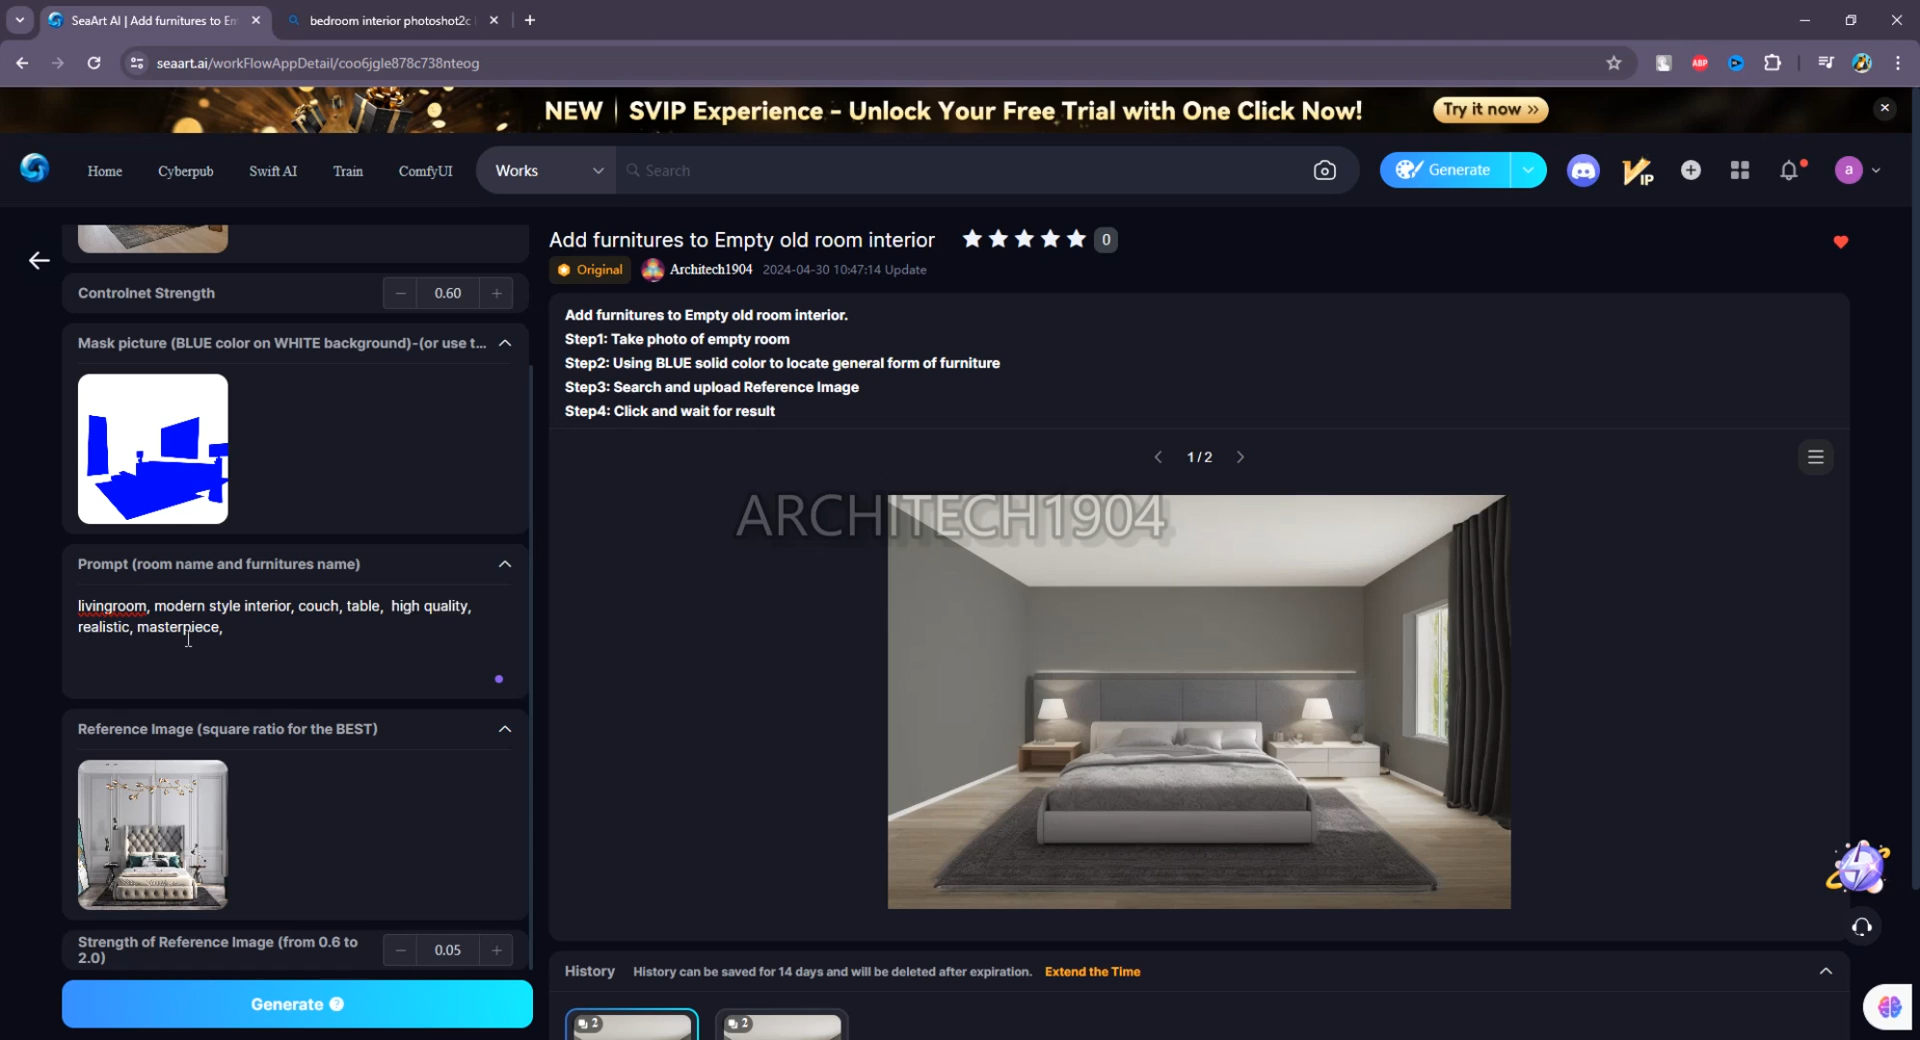 SeaArt AI | Add furnitures to Em
bedroom interior photoshot2c
seaart.ai/workFlowAppDetail/coo6jgle878c738nteog
ABP
NEW | SVIP Experience - Unlock Your Free Trial with One Click Now!
Try it now »
Home
Cyberpub
Swift AI
Train
ComfyUI
Works
Search
Generate
VIP
a
Add furnitures to Empty old room interior
0
Original
Architech1904
2024-04-30 10:47:14 Update
Controlnet Strength
0.60
Mask picture (BLUE color on WHITE background)-(or use t...
Prompt (room name and furnitures name)
livingroom, modern style interior, couch, table,  high quality,
realistic, masterpiece,
Reference Image (square ratio for the BEST)
Strength of Reference Image (from 0.6 to
2.0)
0.05
Generate
Add furnitures to Empty old room interior.
Step1: Take photo of empty room
Step2: Using BLUE solid color to locate general form of furniture
Step3: Search and upload Reference Image
Step4: Click and wait for result
1 / 2
ARCHITECH1904
History
History can be saved for 14 days and will be deleted after expiration.
Extend the Time
2
2